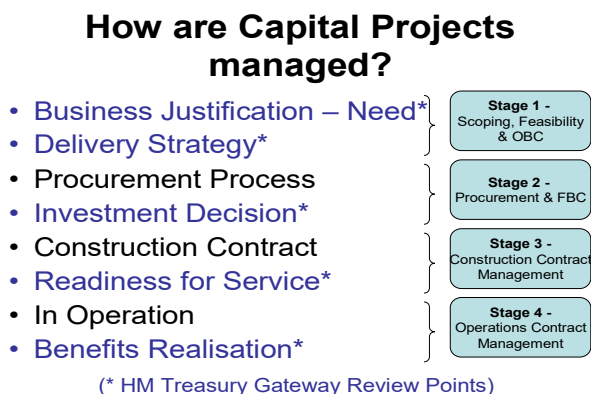 How are Capital Projects
managed?
• Business Justification – Need*
• Delivery Strategy*
• Procurement Process
• Investment Decision*
• Construction Contract
• Readiness for Service*
• In Operation
• Benefits Realisation*
Stage 1 -
Scoping, Feasibility
& OBC
Stage 2 -
Procurement & FBC
Stage 3 -
Construction Contract
Management
Stage 4 -
Operations Contract
Management
(* HM Treasury Gateway Review Points)